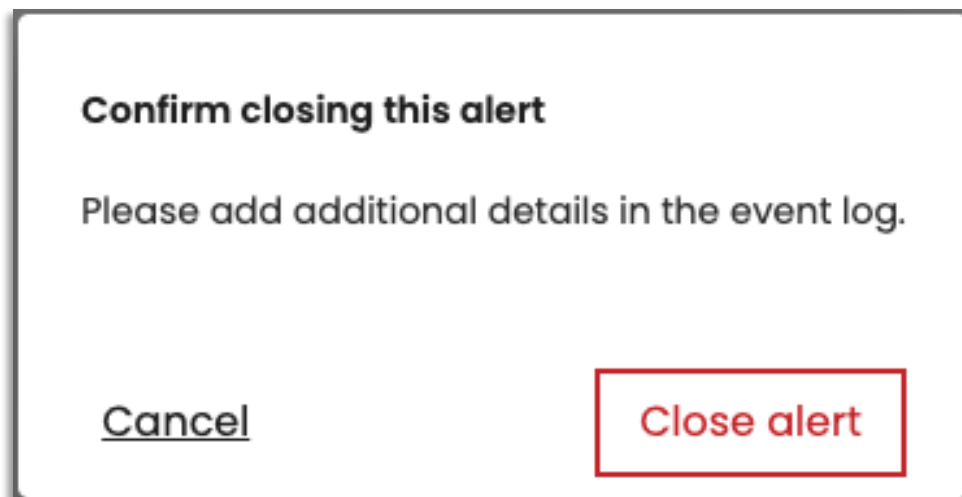 Confirm closing this alert
Please add additional details in the event log.
Cancel
Close alert